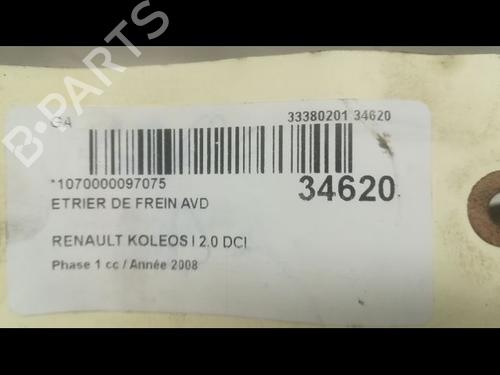 B-PARTS
GA 33380201 34620
*1070000097075 34620
ETRIER DE FREIN AVD
RENAULT KOLEOS I 2.0 DCI
Phase 1 cc / Année 2008